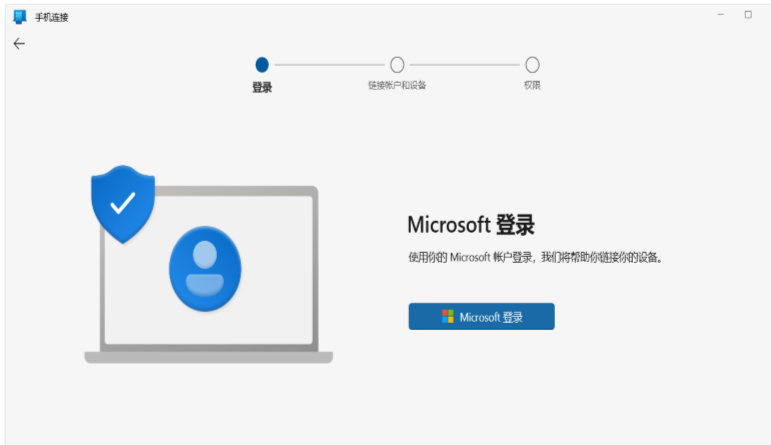 手机连接
登录
链接帐户和设备
权限
Microsoft 登录
使用你的 Microsoft 帐户登录，我们将帮助你链接你的设备。
Microsoft 登录